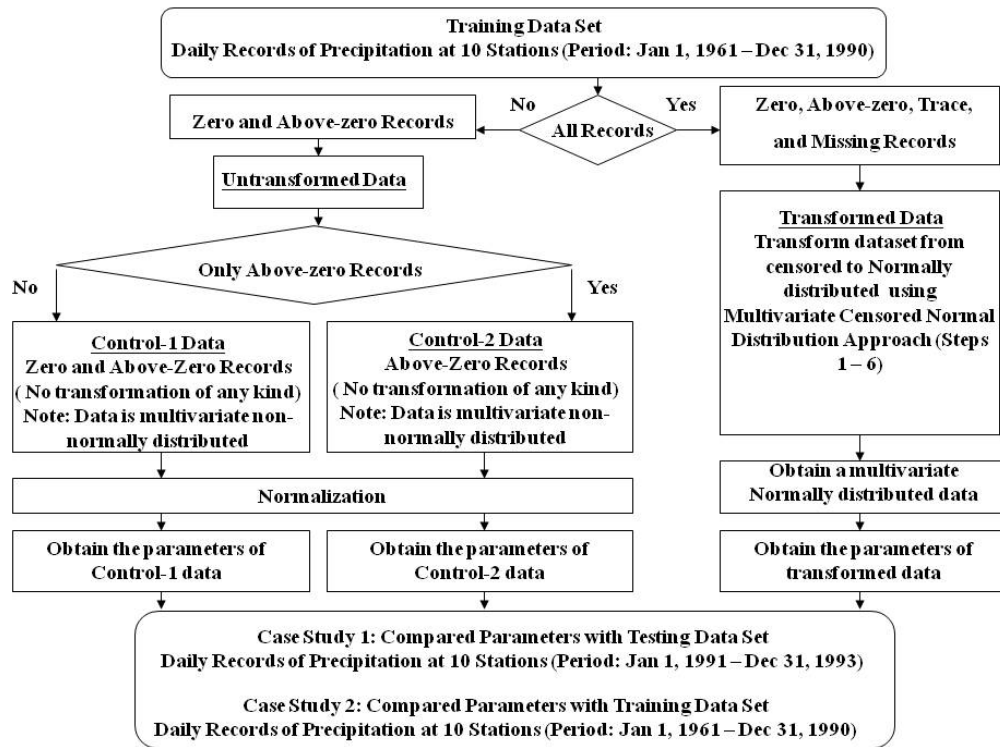 Training Data Set
Daily Records of Precipitation at 10 Stations (Period: Jan 1, 1961 – Dec 31, 1990)
No
Yes
All Records
Zero and Above-zero Records
Zero, Above-zero, Trace,
and Missing Records
Untransformed Data
Transformed Data
Transform dataset from
censored to Normally
distributed using
Multivariate Censored Normal
Distribution Approach (Steps
1 – 6)
Only Above-zero Records
No
Yes
Control-1 Data
Zero and Above-Zero Records
( No transformation of any kind)
Note: Data is multivariate non-
normally distributed
Control-2 Data
Above-Zero Records
( No transformation of any kind)
Note: Data is multivariate non-
normally distributed
Obtain a multivariate
Normally distributed data
Normalization
Obtain the parameters of
Control-1 data
Obtain the parameters of
Control-2 data
Obtain the parameters of
transformed data
Case Study 1: Compared Parameters with Testing Data Set
Daily Records of Precipitation at 10 Stations (Period: Jan 1, 1991 – Dec 31, 1993)
Case Study 2: Compared Parameters with Training Data Set
Daily Records of Precipitation at 10 Stations (Period: Jan 1, 1961 – Dec 31, 1990)